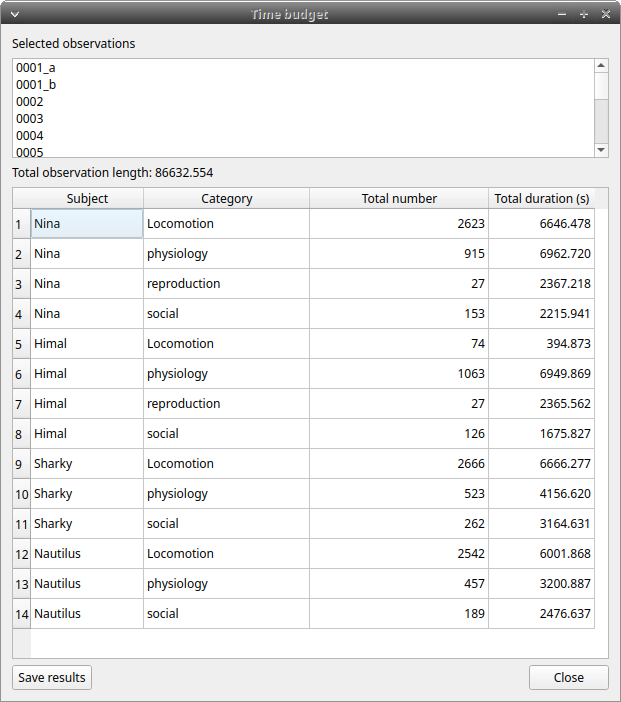 Time budget
Selected observations
0001_a
0001_b
0002
0003
0004
0005
Total observation length: 86632.554
Subject Category Total number Total duration (s)
1 Nina Locomotion 2623 6646.478
2 Nina physiology 915 6962.720
3 Nina reproduction 27 2367.218
4 Nina social 153 2215.941
5 Himal Locomotion 74 394.873
6 Himal physiology 1063 6949.869
7 Himal reproduction 27 2365.562
8 Himal social 126 1675.827
9 Sharky Locomotion 2666 6666.277
10 Sharky physiology 523 4156.620
11 Sharky social 262 3164.631
12 Nautilus Locomotion 2542 6001.868
13 Nautilus physiology 457 3200.887
14 Nautilus social 189 2476.637
Save results Close